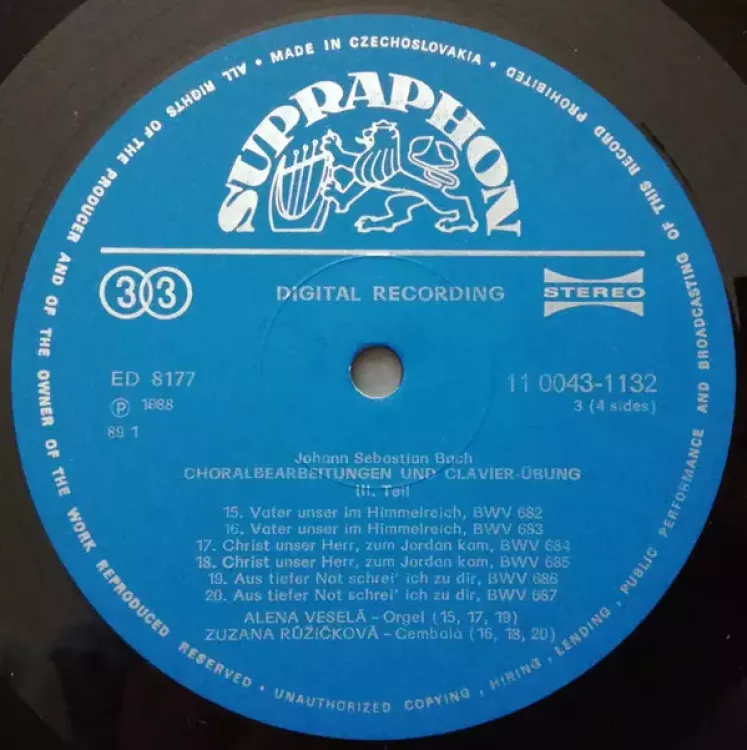 ALL RIGHTS OF THE PRODUCER AND OF THE OWNER OF THE WORK REPRODUCED RESERVED • UNAUTHORIZED COPYING, HIRING, LENDING, PUBLIC PERFORMANCE AND BROADCASTING OF THIS RECORD PROHIBITED • MADE IN CZECHOSLOVAKIA •
SUPRAPHON
33
DIGITAL RECORDING
STEREO
ED 8177
11 0043-1132
Ⓟ 1988
3 (4 sides)
89 1
Johann Sebastian Bach
CHORALBEARBEITUNGEN UND CLAVIER-ÜBUNG
III. Teil
15. Vater unser im Himmelreich, BWV 682
16. Vater unser im Himmelreich, BWV 683
17. Christ unser Herr, zum Jordan kam, BWV 684
18. Christ unser Herr, zum Jordan kam, BWV 685
19. Aus tiefer Not schrei' ich zu dir, BWV 686
20. Aus tiefer Not schrei' ich zu dir, BWV 687
ALENA VESELÁ – Orgel (15, 17, 19)
ZUZANA RŮŽIČKOVÁ – Cembalo (16, 18, 20)